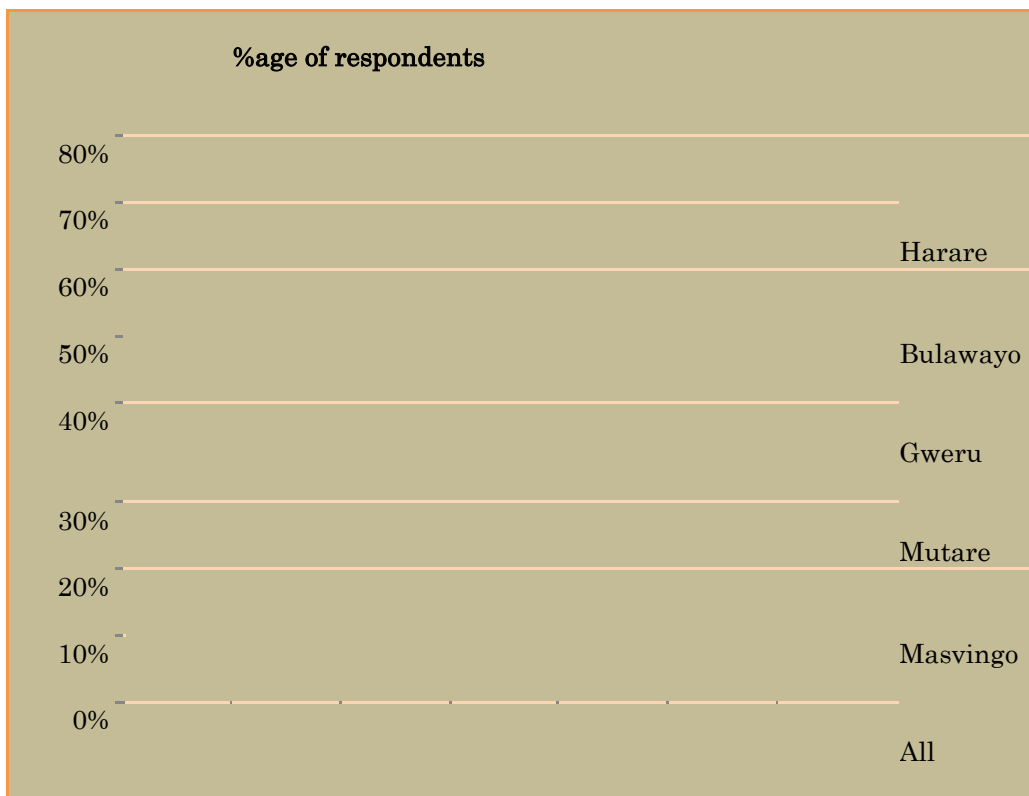 %age of respondents
80%
70%
60%
50%
40%
30%
20%
10%
0%
Harare
Bulawayo
Gweru
Mutare
Masvingo
All